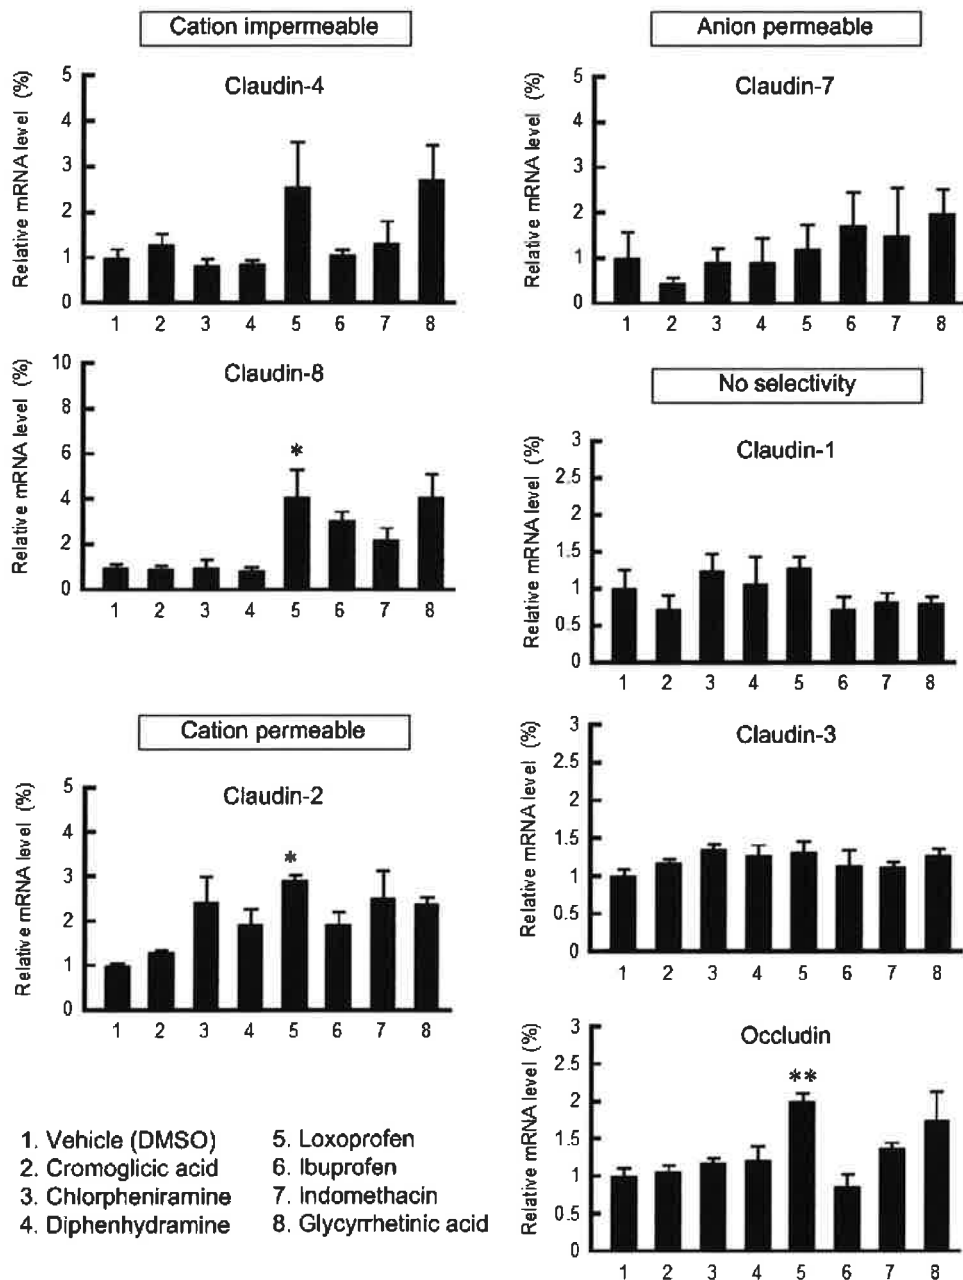 Cation impermeable
Claudin-4
Relative mRNA level (%)
5
4
3
2
1
0
1 2 3 4 5 6 7 8
Claudin-8
Relative mRNA level (%)
10
8
6
4
2
0
*
1 2 3 4 5 6 7 8
Cation permeable
Claudin-2
Relative mRNA level (%)
5
4
3
2
1
0
*
1 2 3 4 5 6 7 8
Anion permeable
Claudin-7
Relative mRNA level (%)
5
4
3
2
1
0
1 2 3 4 5 6 7 8
No selectivity
Claudin-1
Relative mRNA level (%)
3
2.5
2
1.5
1
0.5
0
1 2 3 4 5 6 7 8
Claudin-3
Relative mRNA level (%)
3
2.5
2
1.5
1
0.5
0
1 2 3 4 5 6 7 8
Occludin
Relative mRNA level (%)
3
2.5
2
1.5
1
0.5
0
**
1 2 3 4 5 6 7 8
1. Vehicle (DMSO)
2. Cromoglicic acid
3. Chlorpheniramine
4. Diphenhydramine
5. Loxoprofen
6. Ibuprofen
7. Indomethacin
8. Glycyrrhetinic acid